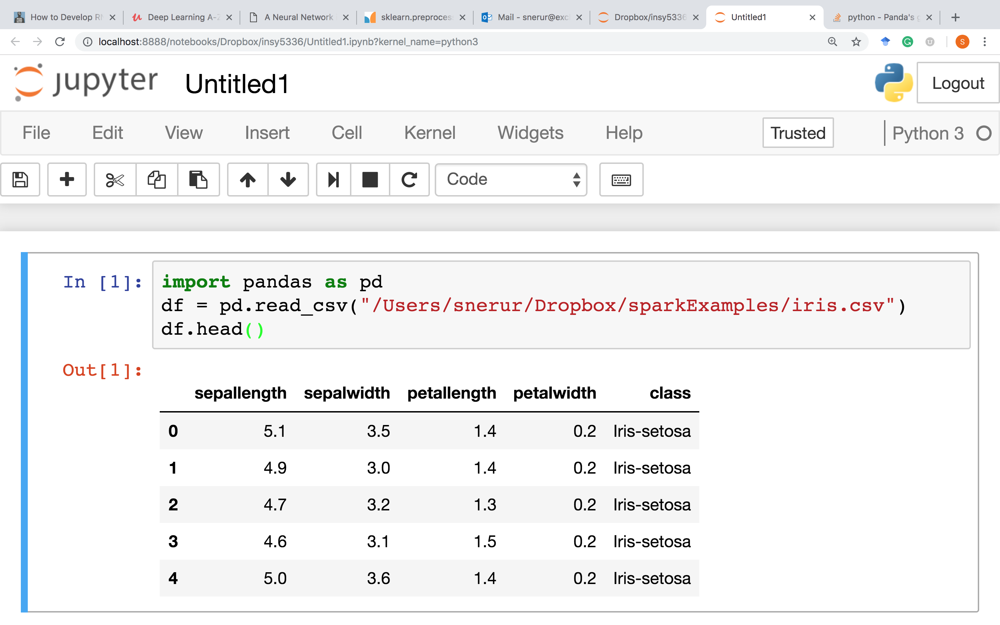 How to Develop RN
Deep Learning A-Z
A Neural Network i
sklearn.preproces
Mail - snerur@exc
Dropbox/insy5336
Untitled1
python - Panda's g
localhost:8888/notebooks/Dropbox/insy5336/Untitled1.ipynb?kernel_name=python3
S
jupyter Untitled1
Logout
File Edit View Insert Cell Kernel Widgets Help Trusted Python 3
Code
In [1]: import pandas as pd
df = pd.read_csv("/Users/snerur/Dropbox/sparkExamples/iris.csv")
df.head()
Out[1]:
sepallength sepalwidth petallength petalwidth class
0 5.1 3.5 1.4 0.2 Iris-setosa
1 4.9 3.0 1.4 0.2 Iris-setosa
2 4.7 3.2 1.3 0.2 Iris-setosa
3 4.6 3.1 1.5 0.2 Iris-setosa
4 5.0 3.6 1.4 0.2 Iris-setosa